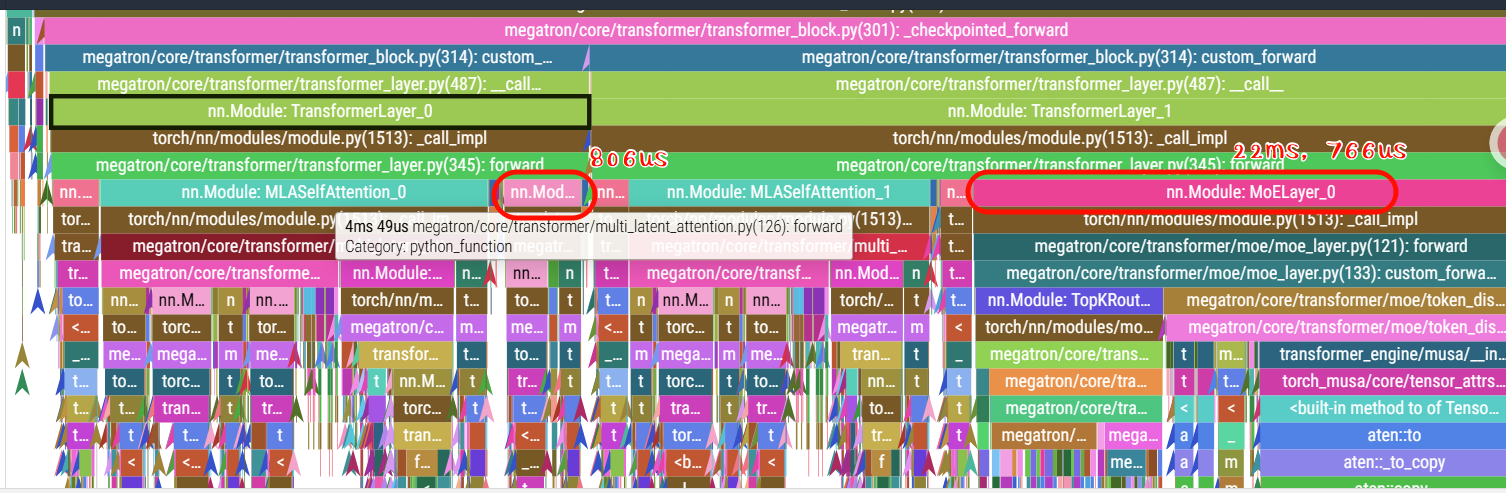 n megatron/core/transformer/transformer_block.py(301): _checkpointed_forward
megatron/core/transformer/transformer_block.py(314): custom_... megatron/core/transformer/transformer_block.py(314): custom_forward
megatron/core/transformer/transformer_layer.py(487): __call... megatron/core/transformer/transformer_layer.py(487): __call__
nn.Module: TransformerLayer_0 nn.Module: TransformerLayer_1
torch/nn/modules/module.py(1513): _call_impl torch/nn/modules/module.py(1513): _call_impl
megatron/core/transformer/transformer_layer.py(345): forward 806us megatron/core/transformer/transformer_layer.py(345): forward 22ms, 766us
nn.... nn.Module: MLASelfAttention_0 nn.Mod... nn... nn.Module: MLASelfAttention_1 n... nn.Module: MoELayer_0
tor... torch/nn/modules/module.py(1513)... t... torch/nn/modules/module.py(1513): _call_impl
4ms 49us megatron/core/transformer/multi_latent_attention.py(126): forward
Category: python_function
tra... megatron/core/transformer/ multi_... t... megatron/core/transformer/moe/moe_layer.py(121): forward
tr... megatron/core/transforme... nn.Module:... n... nn... n t... megatron/core/transf... nn.Mod... n t... megatron/core/transformer/moe/moe_layer.py(133): custom_forwa...
to... nn... nn.M... n nn.... torch/nn/m... t to... t t... n nn.M... n nn... torch/... t t... nn.Module: TopKRout... megatron/core/transformer/moe/token_dis...
<... to... torc... t tor... megatron/c... m... me... m <... to... torc... t to... megatr... m < torch/nn/modules/mo... megatron/core/transformer/moe/token_dis...
_... me... mega... m me... transfor... t... to... t _... m mega... m me... tran... t _ megatron/core/trans... t m... transformer_engine/musa/__in...
t... to... torc... t to... t nn.M... t tr... t t... to... torc... t to... nn... t t megatron/core/tra... t t... torch_musa/core/tensor_attrs...
t... t... tran... t tr... torc... t t... t t... t... tra... t tr... to... t t megatron/core/tra... < < <built-in method to of Tenso...
t... t t... t t tran... <... t t... t tor... t t tr... t megatron/... mega... a _ aten::to
< <... < f... _... < <b... < f me... a m aten::_to_copy